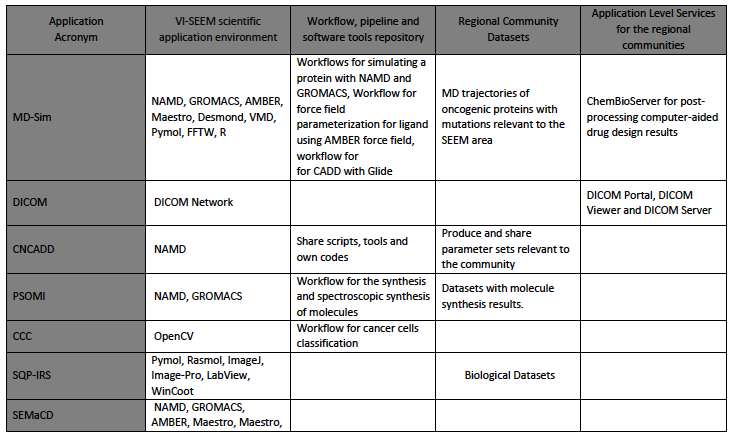 Application
Acronym
VI-SEEM scientific
application environment
Workflow, pipeline and
software tools repository
Regional Community
Datasets
Application Level Services
for the regional
communities
MD-Sim
NAMD, GROMACS, AMBER,
Maestro, Desmond, VMD,
Pymol, FFTW, R
Workflows for simulating a
protein with NAMD and
GROMACS, Workflow for
force field
parameterization for ligand
using AMBER force field,
workflow for
for CADD with Glide
MD trajectories of
oncogenic proteins with
mutations relevant to the
SEEM area
ChemBioServer for post-
processing computer-aided
drug design results
DICOM
DICOM Network
DICOM Portal, DICOM
Viewer and DICOM Server
CNCADD
NAMD
Share scripts, tools and
own codes
Produce and share
parameter sets relevant to
the community
PSOMI
NAMD, GROMACS
Workflow for the synthesis
and spectroscopic synthesis
of molecules
Datasets with molecule
synthesis results.
CCC
OpenCV
Workflow for cancer cells
classification
SQP-IRS
Pymol, Rasmol, ImageJ,
Image-Pro, LabView,
WinCoot
Biological Datasets
SEMaCD
NAMD, GROMACS,
AMBER, Maestro, Maestro,